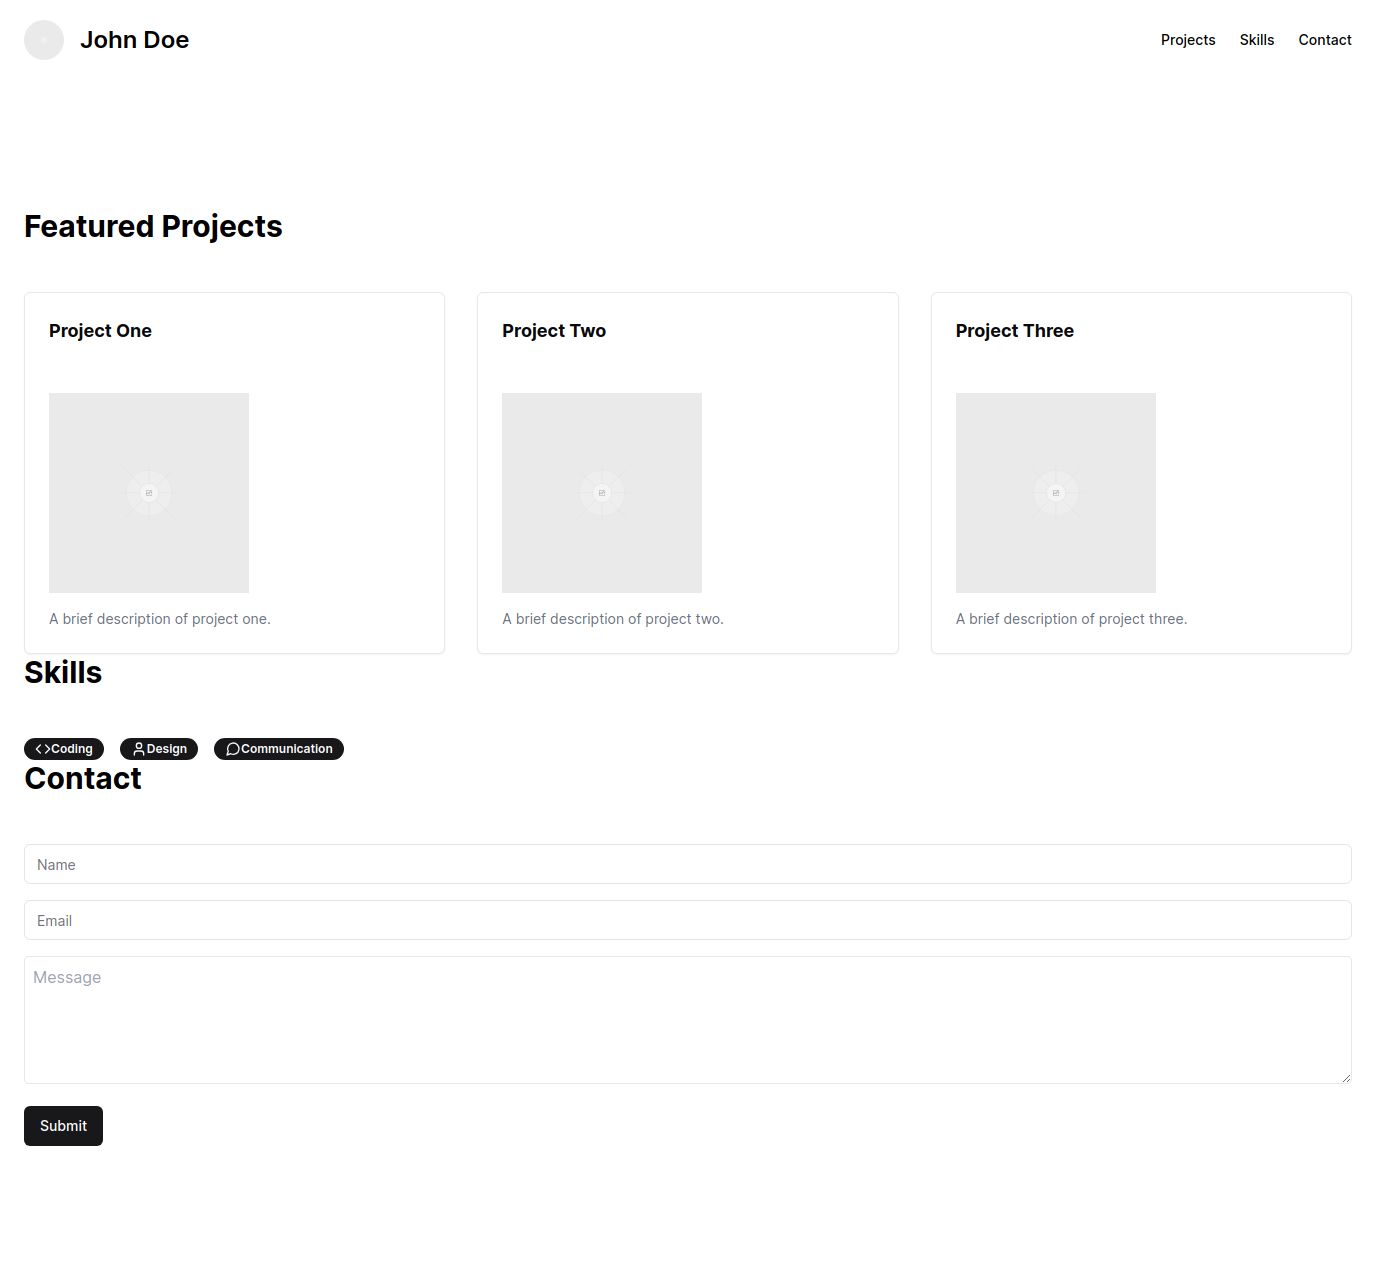 John Doe
Projects Skills Contact
Featured Projects
Project One
A brief description of project one.
Project Two
A brief description of project two.
Project Three
A brief description of project three.
Skills
Coding Design Communication
Contact
Name
Email
Message
Submit